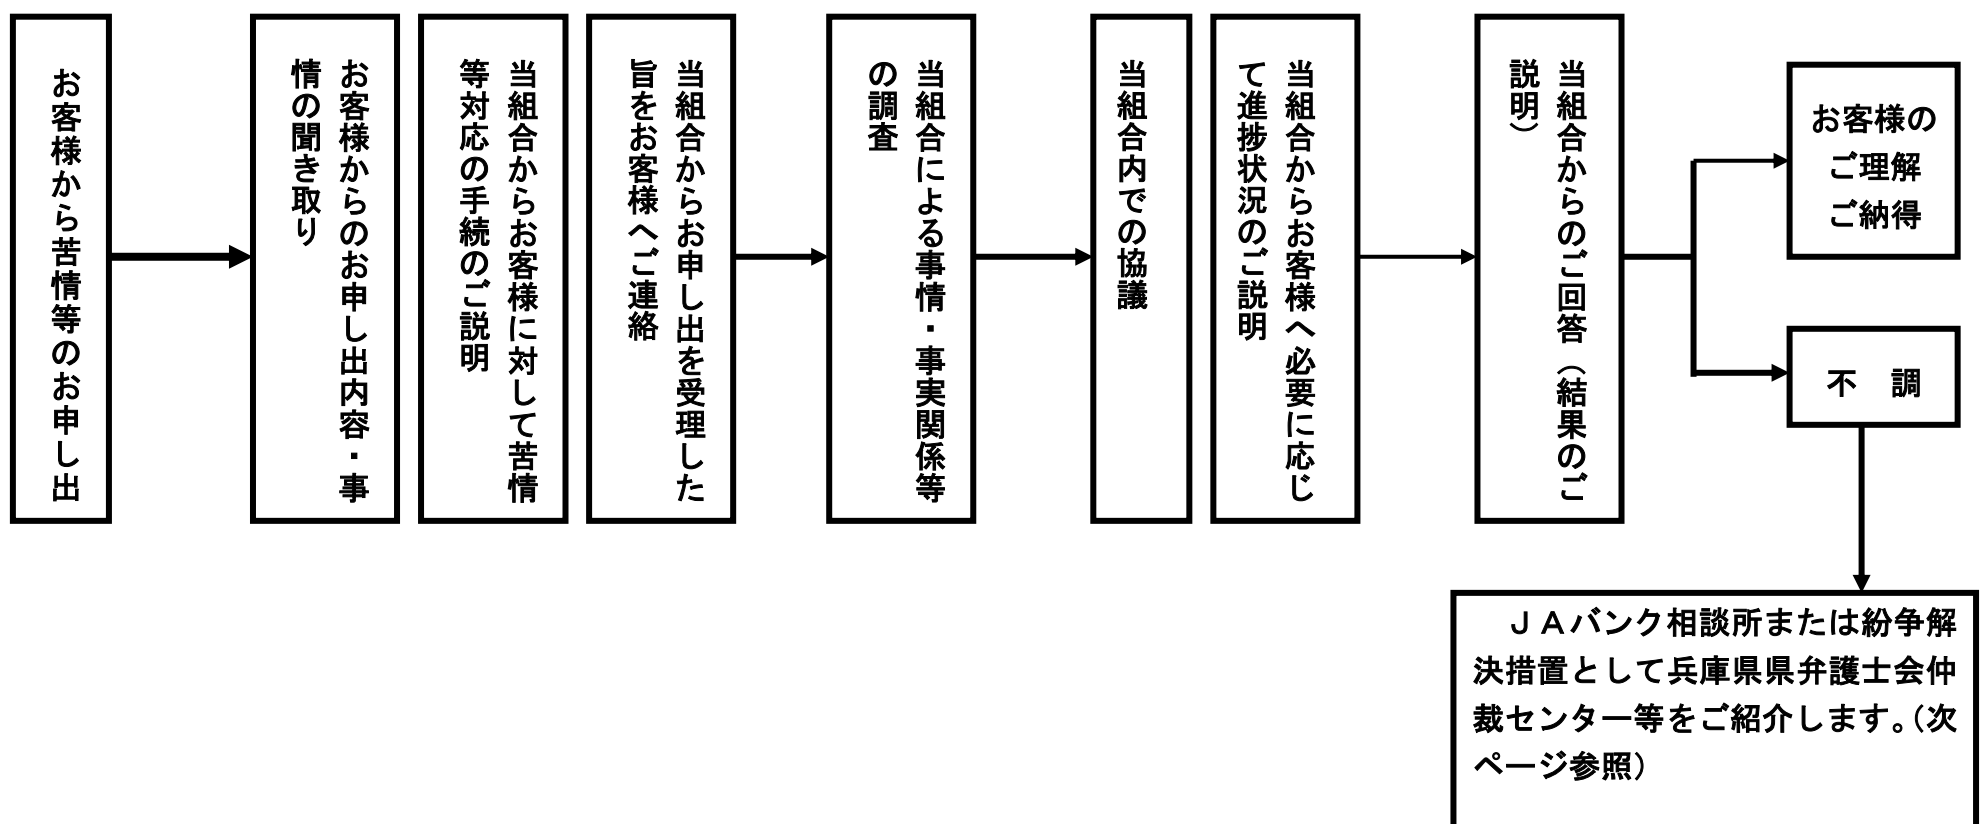 お客様から苦情等のお申し出
お客様からのお申し出内容・事
情の聞き取り
当組合からお客様に対して苦情
等対応の手続のご説明
当組合からお申し出を受理した
旨をお客様へご連絡
当組合による事情・事実関係等
の調査
当組合内での協議
当組合からお客様へ必要に応じ
て進捗状況のご説明
当組合からのご回答（結果のご
説明）
お客様の
ご理解
ご納得
不　調
ＪＡバンク相談所または紛争解
決措置として兵庫県県弁護士会仲
裁センター等をご紹介します。（次
ページ参照）